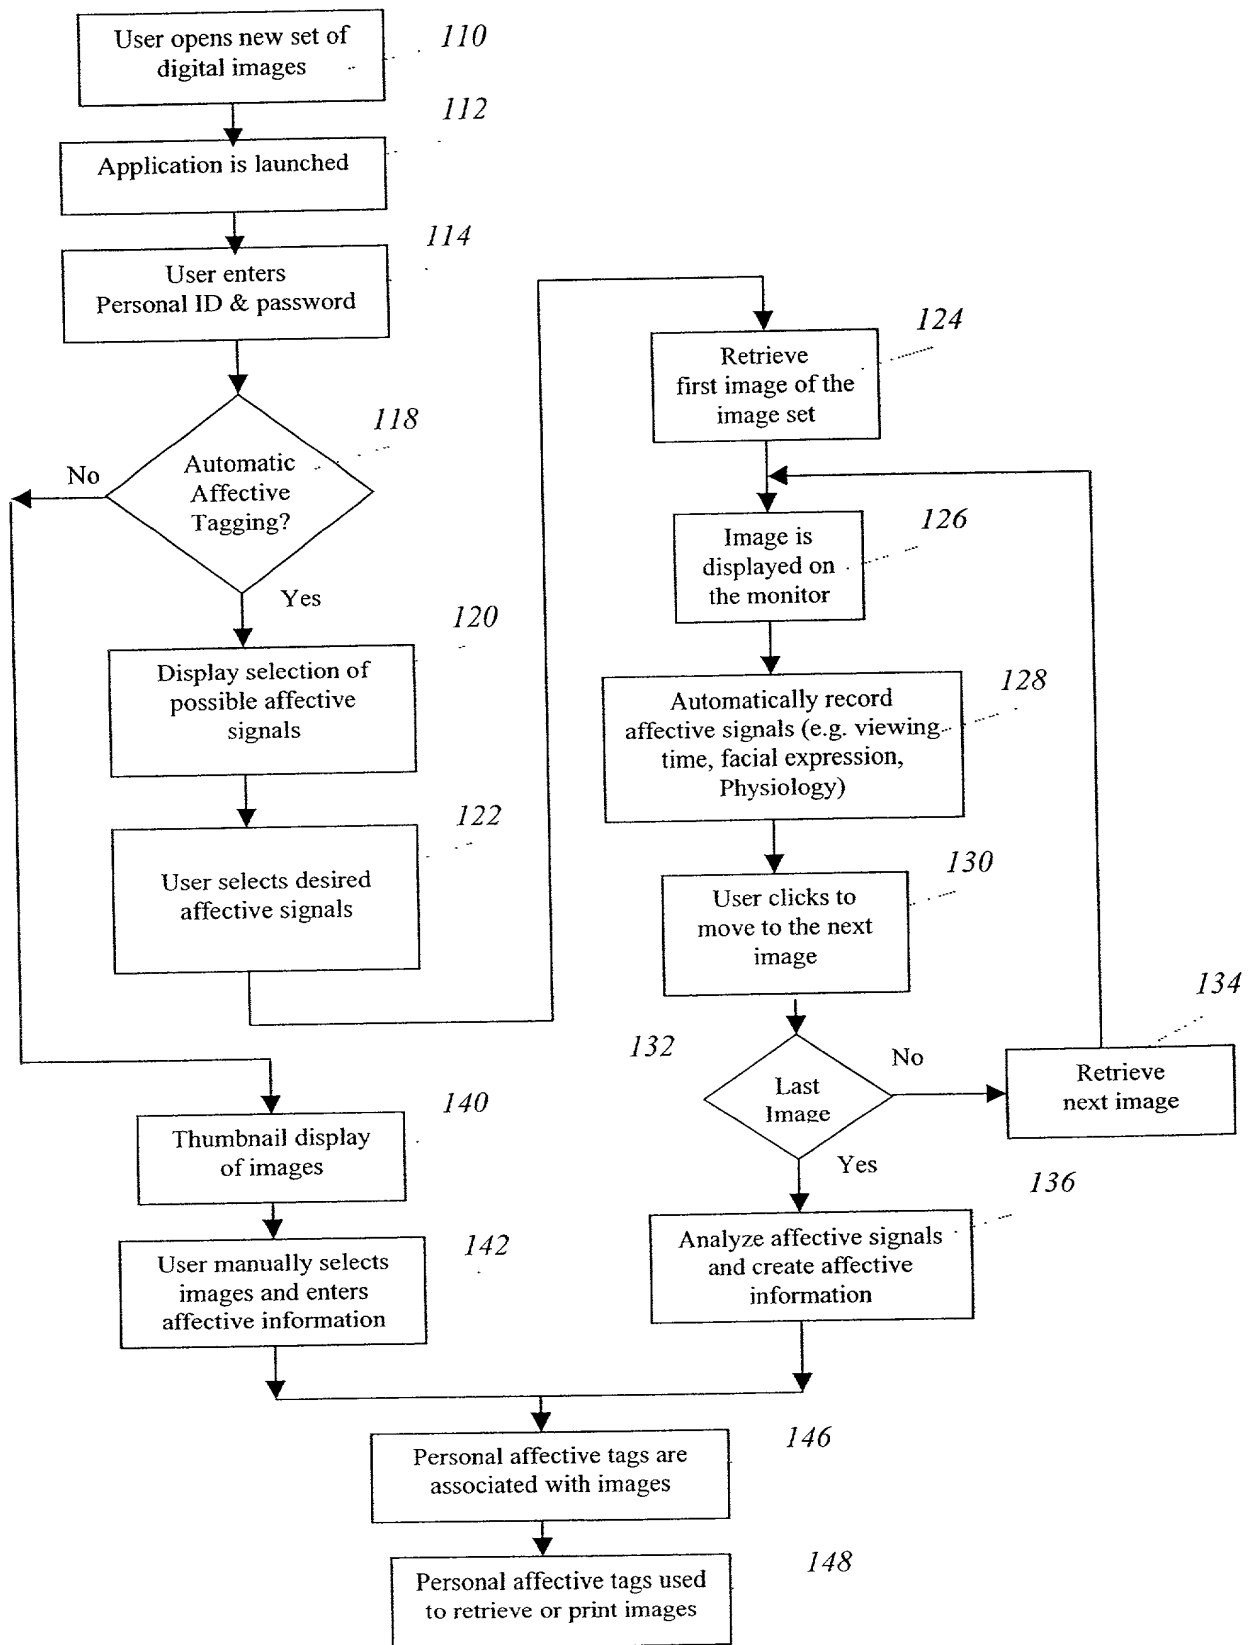 User opens new set of
digital images
110
Application is launched
112
User enters
Personal ID & password
114
Automatic
Affective
Tagging?
118
No
Yes
Display selection of
possible affective
signals
120
User selects desired
affective signals
122
Retrieve
first image of the
image set
124
Image is
displayed on
the monitor
126
Automatically record
affective signals (e.g. viewing
time, facial expression,
Physiology)
128
User clicks to
move to the next
image
130
Last
Image
132
No
Yes
Retrieve
next image
134
Analyze affective signals
and create affective
information
136
Thumbnail display
of images
140
User manually selects
images and enters
affective information
142
Personal affective tags are
associated with images
146
Personal affective tags used
to retrieve or print images
148